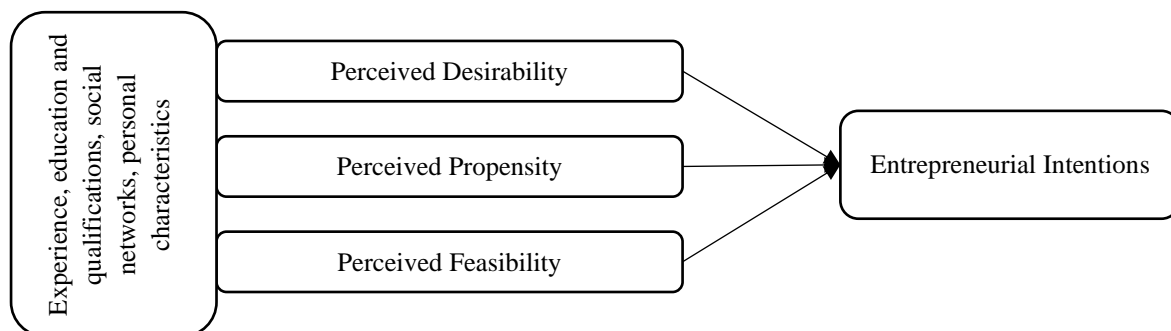 Experience, education and
qualifications, social
networks, personal
characteristics
Perceived Desirability
Perceived Propensity
Perceived Feasibility
Entrepreneurial Intentions